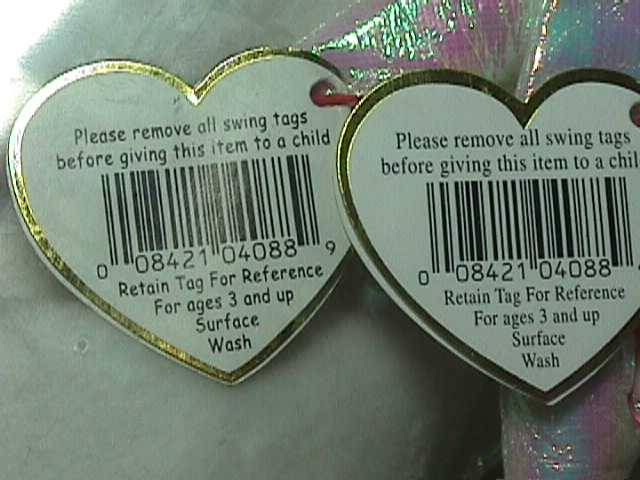 Please remove all swing tags
before giving this item to a child
0 08421 04088 9
Retain Tag For Reference
For ages 3 and up
Surface
Wash
Please remove all swing tags
before giving this item to a chil
0 08421 04088
Retain Tag For Reference
For ages 3 and up
Surface
Wash